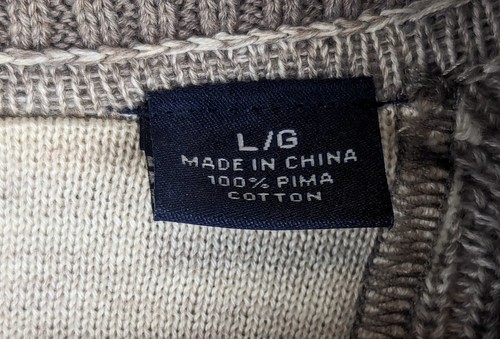 L/G
MADE IN CHINA
100% PIMA
COTTON